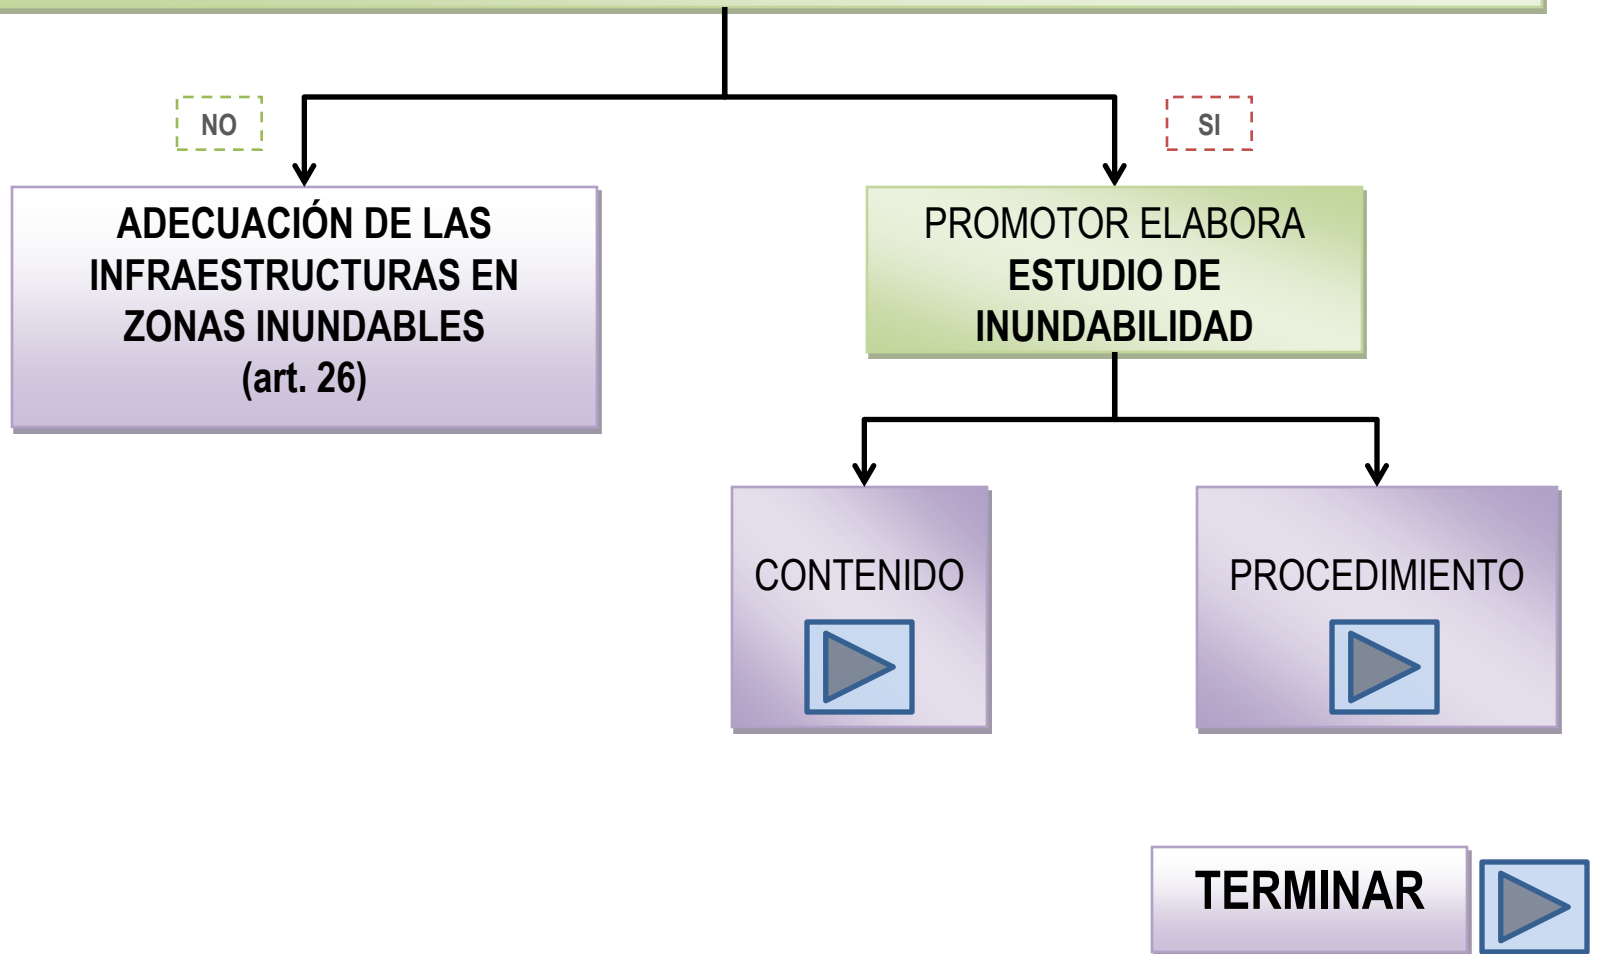 NO
SI
ADECUACIÓN DE LAS
INFRAESTRUCTURAS EN
ZONAS INUNDABLES
(art. 26)
PROMOTOR ELABORA
ESTUDIO DE
INUNDABILIDAD
CONTENIDO
PROCEDIMIENTO
TERMINAR